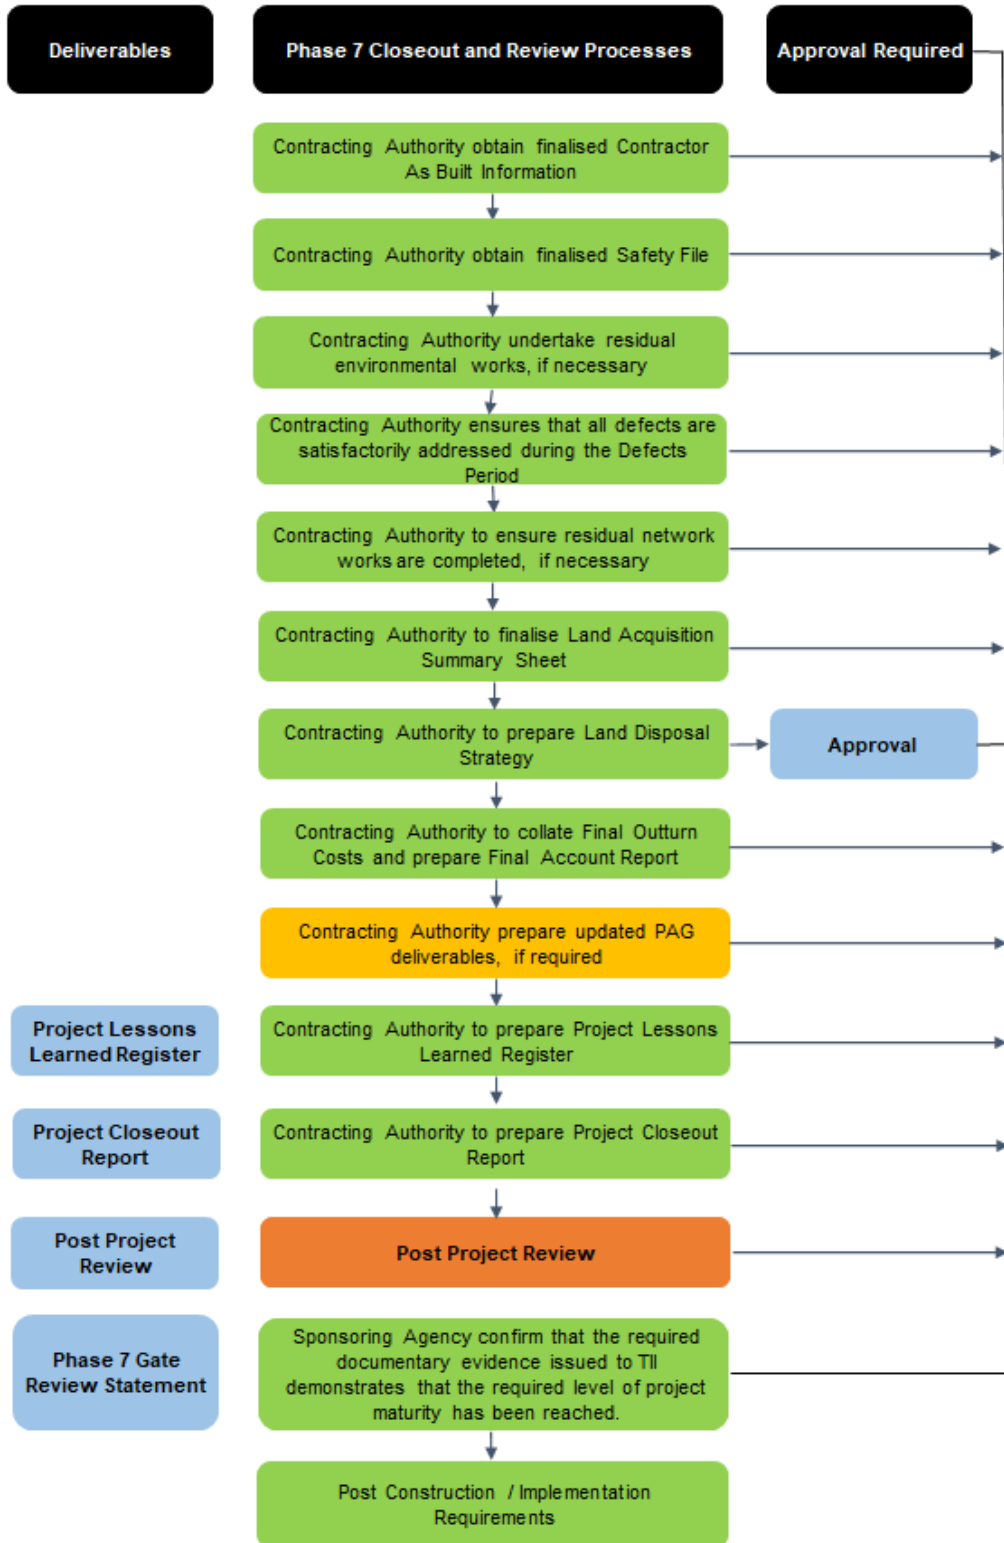 Deliverables
Phase 7 Closeout and Review Processes
Approval Required
Contracting Authority obtain finalised Contractor
As Built Information
Contracting Authority obtain finalised Safety File
Contracting Authority undertake residual
environmental works, if necessary
Contracting Authority ensures that all defects are
satisfactorily addressed during the Defects
Period
Contracting Authority to ensure residual network
works are completed, if necessary
Contracting Authority to finalise Land Acquisition
Summary Sheet
Contracting Authority to prepare Land Disposal
Strategy
Approval
Contracting Authority to collate Final Outturn
Costs and prepare Final Account Report
Contracting Authority prepare updated PAG
deliverables, if required
Project Lessons
Learned Register
Contracting Authority to prepare Project Lessons
Learned Register
Project Closeout
Report
Contracting Authority to prepare Project Closeout
Report
Post Project
Review
Post Project Review
Phase 7 Gate
Review Statement
Sponsoring Agency confirm that the required
documentary evidence issued to TII
demonstrates that the required level of project
maturity has been reached.
Post Construction / Implementation
Requirements